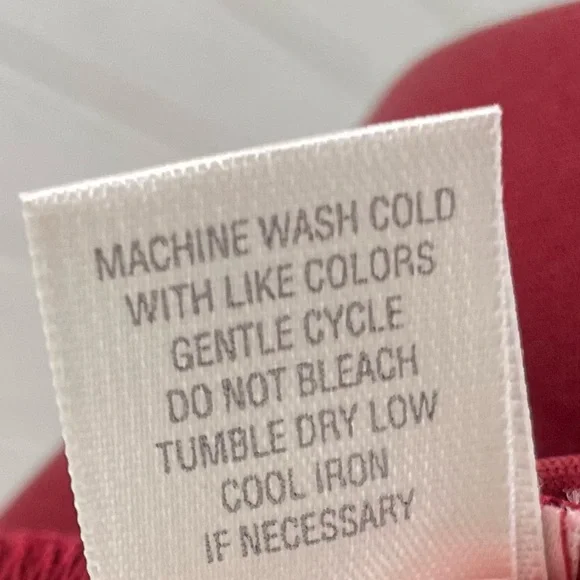 MACHINE WASH COLD
WITH LIKE COLORS
GENTLE CYCLE
DO NOT BLEACH
TUMBLE DRY LOW
COOL IRON
IF NECESSARY